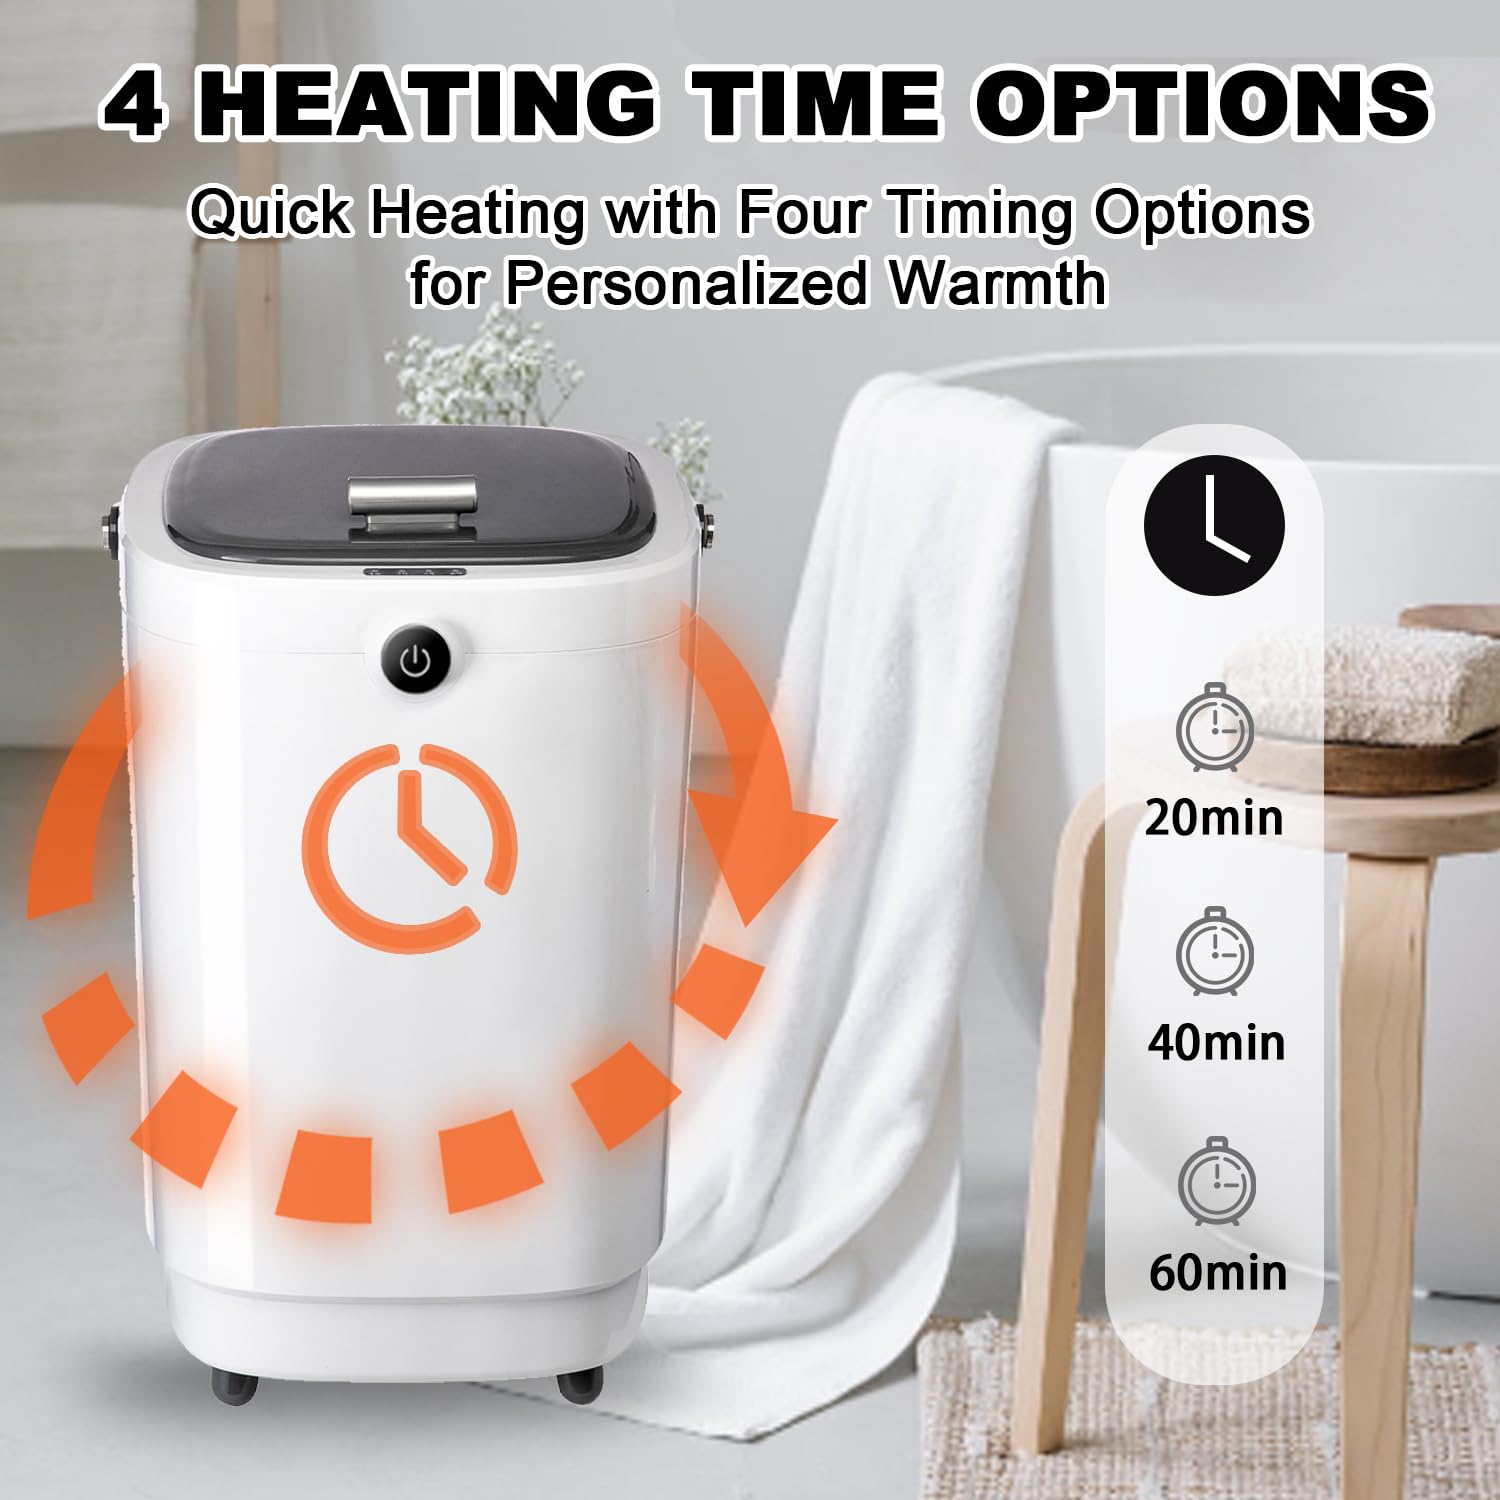 4 HEATING TIME OPTIONS
Quick Heating with Four Timing Options
for Personalized Warmth
20min
40min
60min